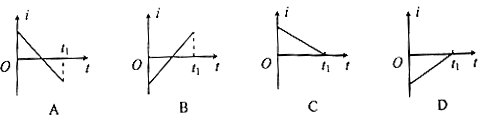 i i i i
t₁ t₁
O t O t O t₁ t O t₁ t
A B C D